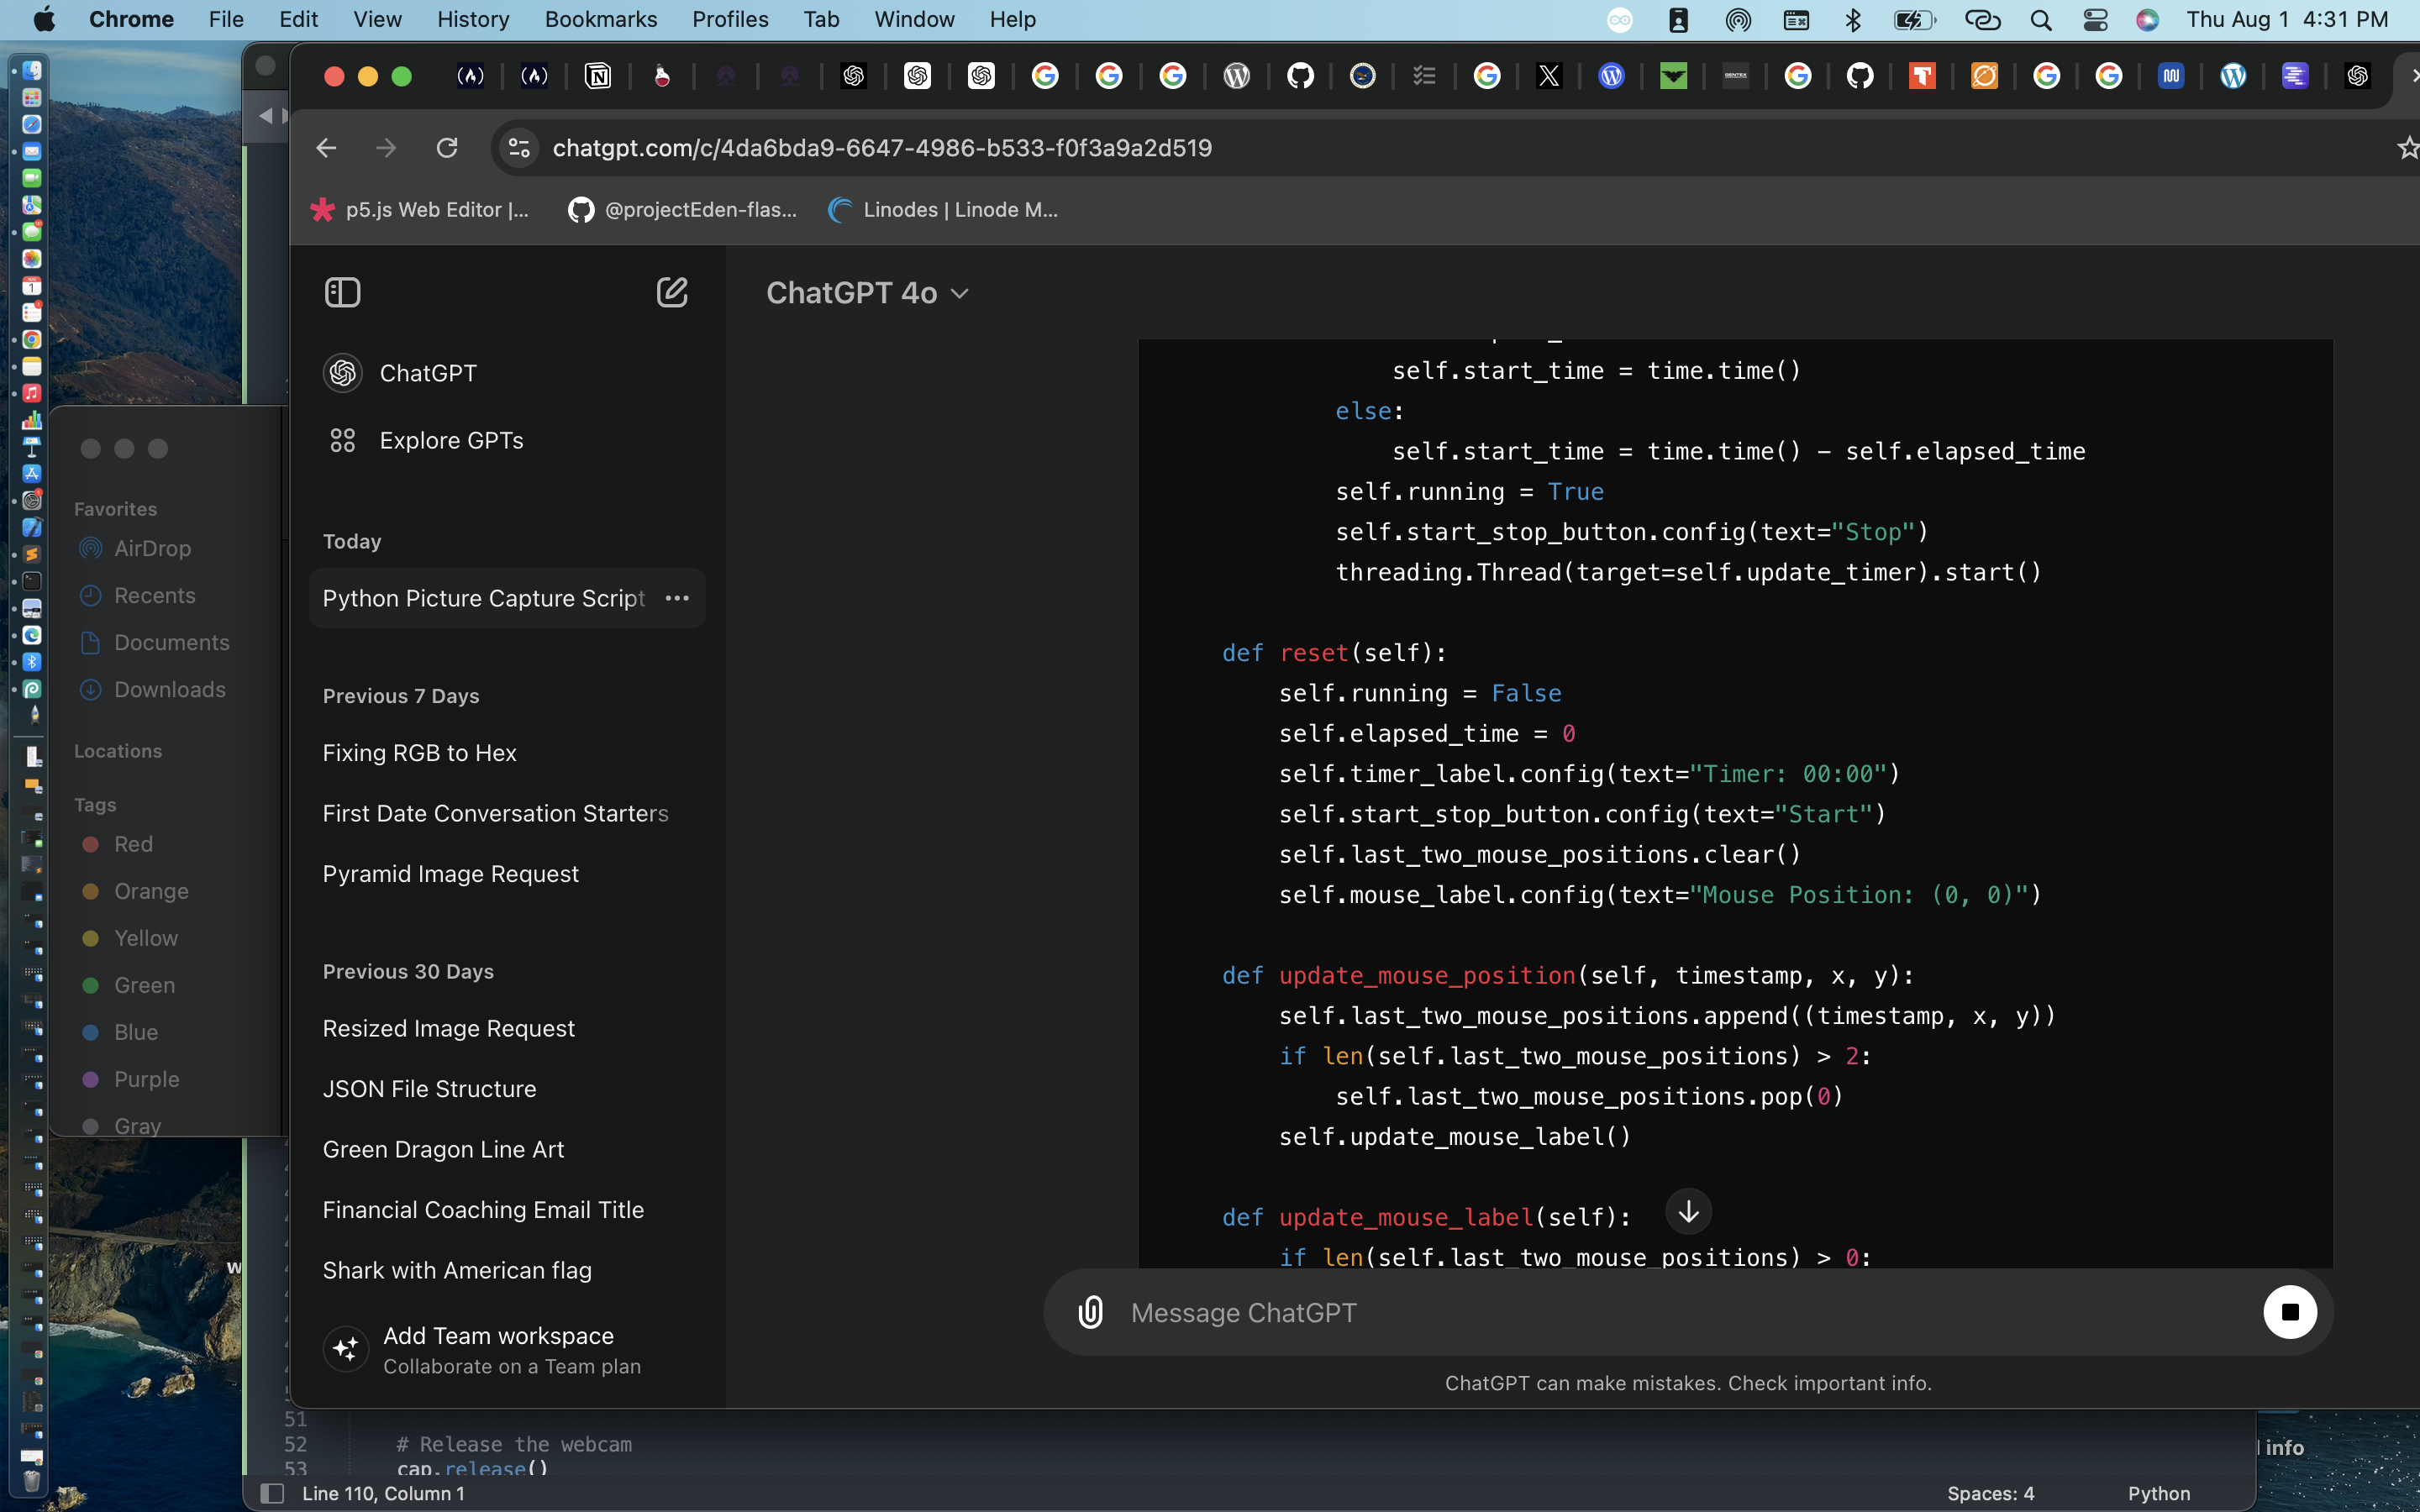 Chrome File Edit View History Bookmarks Profiles Tab Window Help Thu Aug 1 4:31 PM
chatgpt.com/c/4da6bda9-6647-4986-b533-f0f3a9a2d519
p5.js Web Editor |... @projectEden-flas... Linodes | Linode M...
Favorites
AirDrop
Recents
Documents
Downloads
Locations
Tags
Red
Orange
Yellow
Green
Blue
Purple
Gray
ChatGPT
Explore GPTs
Today
Python Picture Capture Script
Previous 7 Days
Fixing RGB to Hex
First Date Conversation Starters
Pyramid Image Request
Previous 30 Days
Resized Image Request
JSON File Structure
Green Dragon Line Art
Financial Coaching Email Title
Shark with American flag
Add Team workspace
Collaborate on a Team plan
ChatGPT 4o
self.start_time = time.time()
else:
self.start_time = time.time() - self.elapsed_time
self.running = True
self.start_stop_button.config(text="Stop")
threading.Thread(target=self.update_timer).start()
def reset(self):
self.running = False
self.elapsed_time = 0
self.timer_label.config(text="Timer: 00:00")
self.start_stop_button.config(text="Start")
self.last_two_mouse_positions.clear()
self.mouse_label.config(text="Mouse Position: (0, 0)")
def update_mouse_position(self, timestamp, x, y):
self.last_two_mouse_positions.append((timestamp, x, y))
if len(self.last_two_mouse_positions) > 2:
self.last_two_mouse_positions.pop(0)
self.update_mouse_label()
def update_mouse_label(self):
if len(self.last_two_mouse_positions) > 0:
Message ChatGPT
ChatGPT can make mistakes. Check important info.
51
52 # Release the webcam
53 cap.release()
info
Line 110, Column 1 Spaces: 4 Python